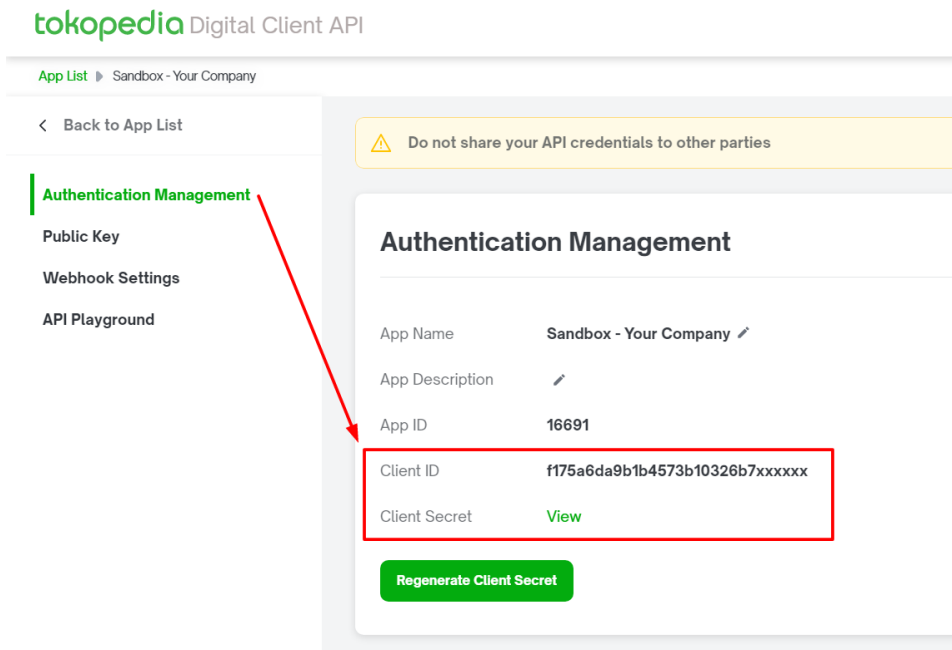 tokopedia Digital Client API
App List Sandbox - Your Company
Back to App List
Do not share your API credentials to other parties
Authentication Management
Public Key
Webhook Settings
API Playground
Authentication Management
App Name Sandbox - Your Company
App Description
App ID 16691
Client ID f175a6da9b1b4573b10326b7xxxxxx
Client Secret View
Regenerate Client Secret